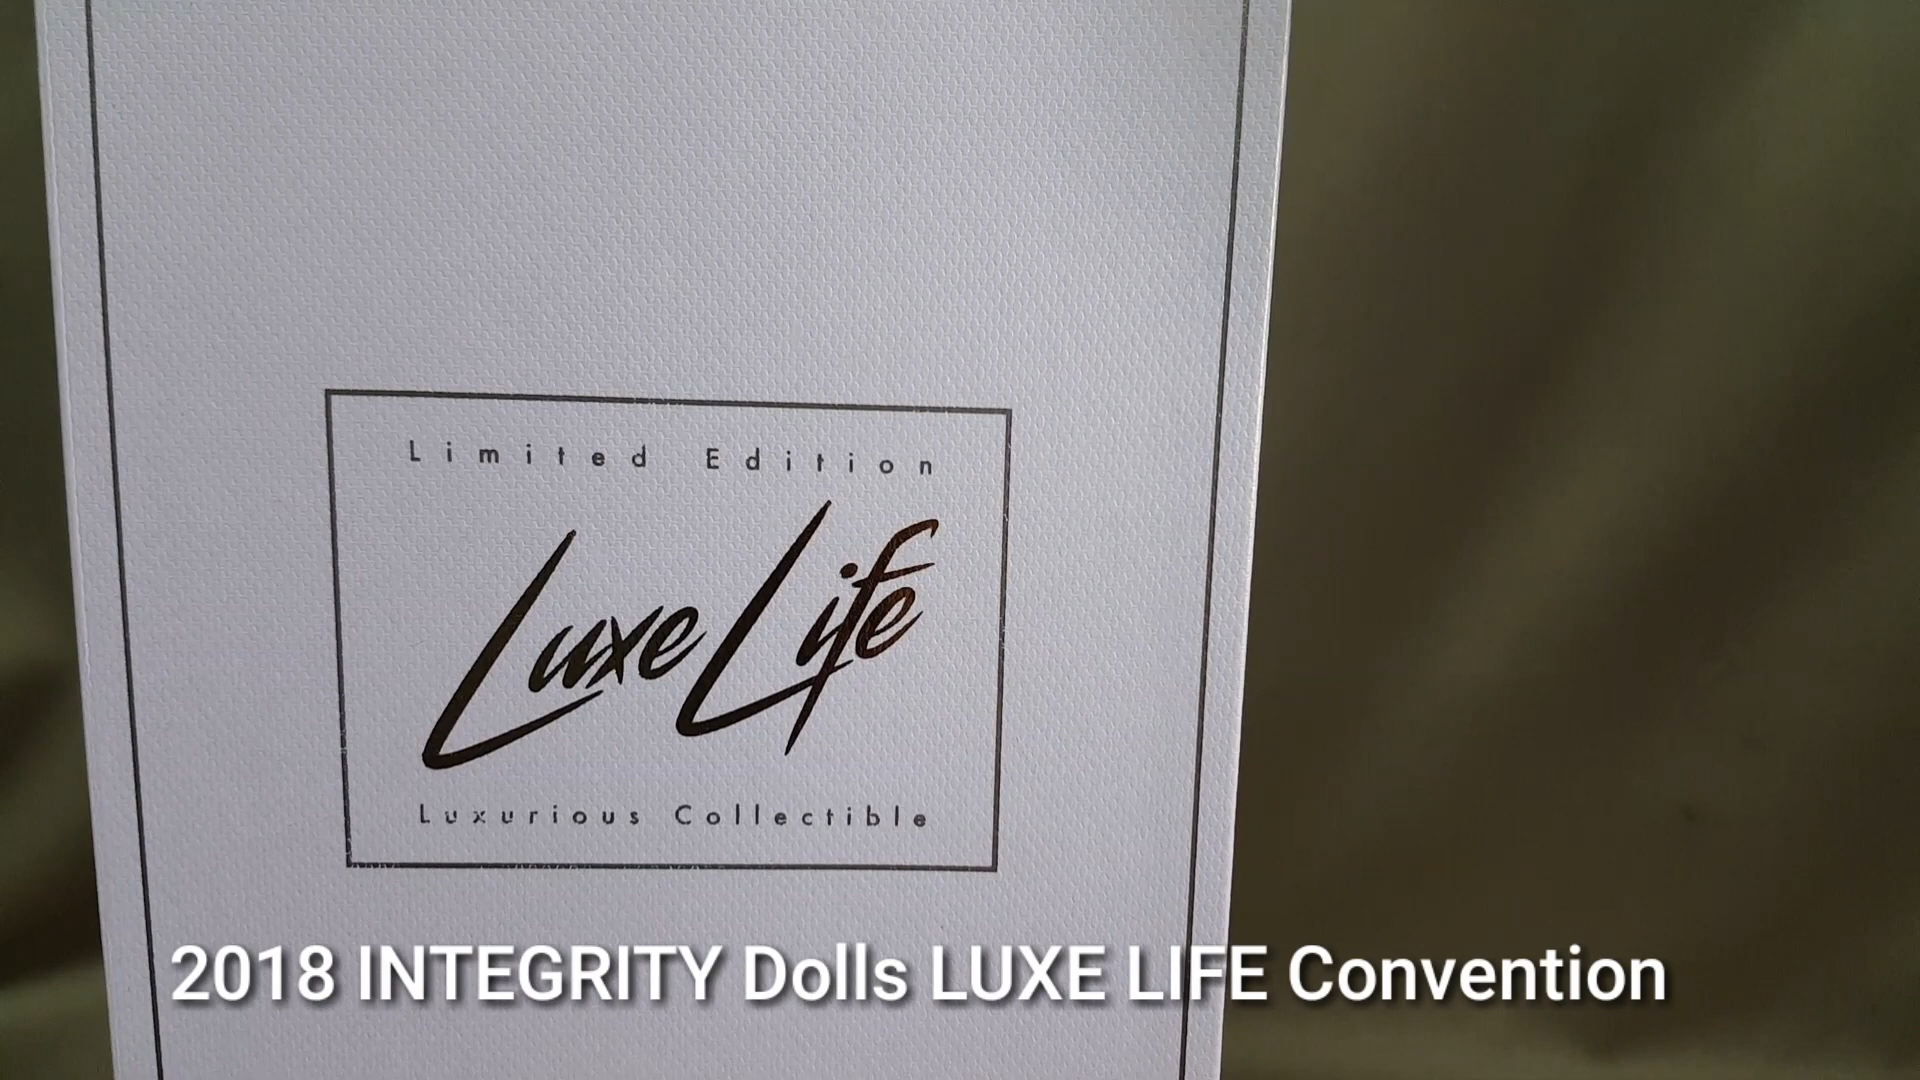 Limited Edition
Luxe Life
Luxurious Collectible
2018 INTEGRITY Dolls LUXE LIFE Convention